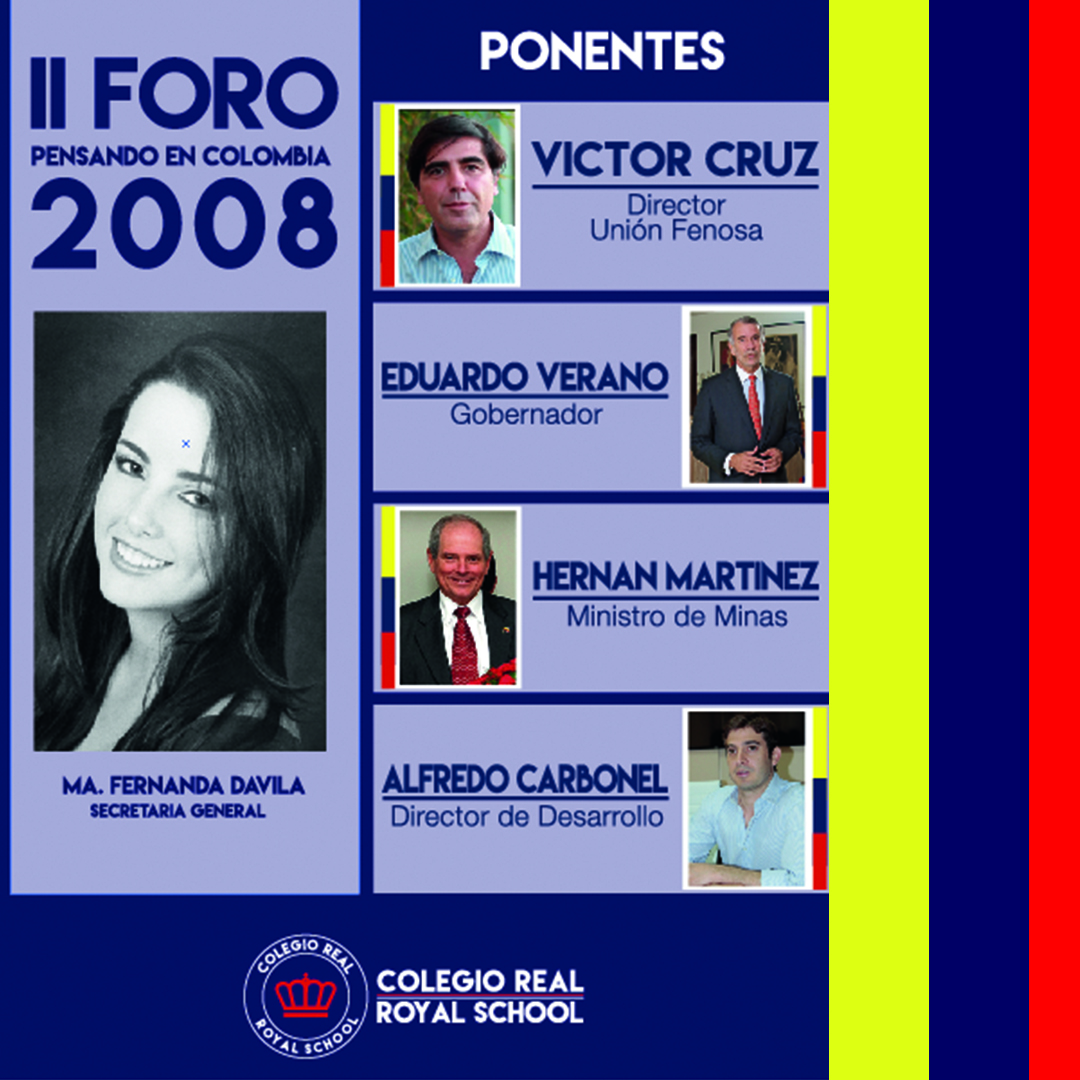 II FORO
PENSANDO EN COLOMBIA
2008
MA. FERNANDA DAVILA
SECRETARIA GENERAL
PONENTES
VICTOR CRUZ
Director
Unión Fenosa
EDUARDO VERANO
Gobernador
HERNAN MARTINEZ
Ministro de Minas
ALFREDO CARBONEL
Director de Desarrollo
COLEGIO REAL
ROYAL SCHOOL
COLEGIO REAL
ROYAL SCHOOL